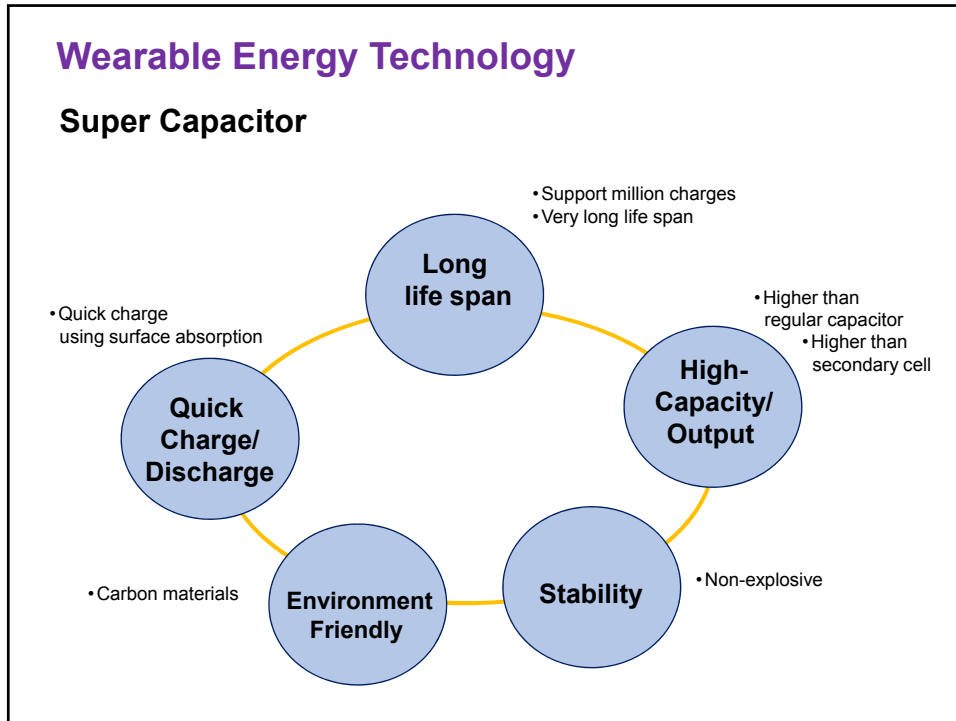 Wearable Energy Technology
Super Capacitor
• Support million charges
• Very long life span
Long
life span
• Quick charge
using surface absorption
• Higher than
regular capacitor
• Higher than
secondary cell
High-
Capacity/
Output
Quick
Charge/
Discharge
• Carbon materials
Environment
Friendly
Stability
• Non-explosive